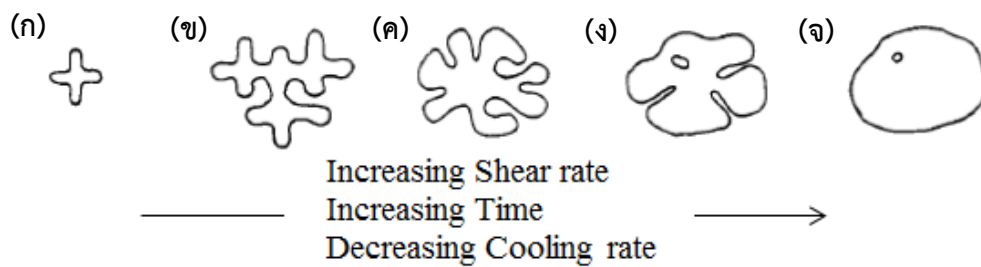 (ก) (ข) (ค) (ง) (จ)
Increasing Shear rate
Increasing Time
Decreasing Cooling rate